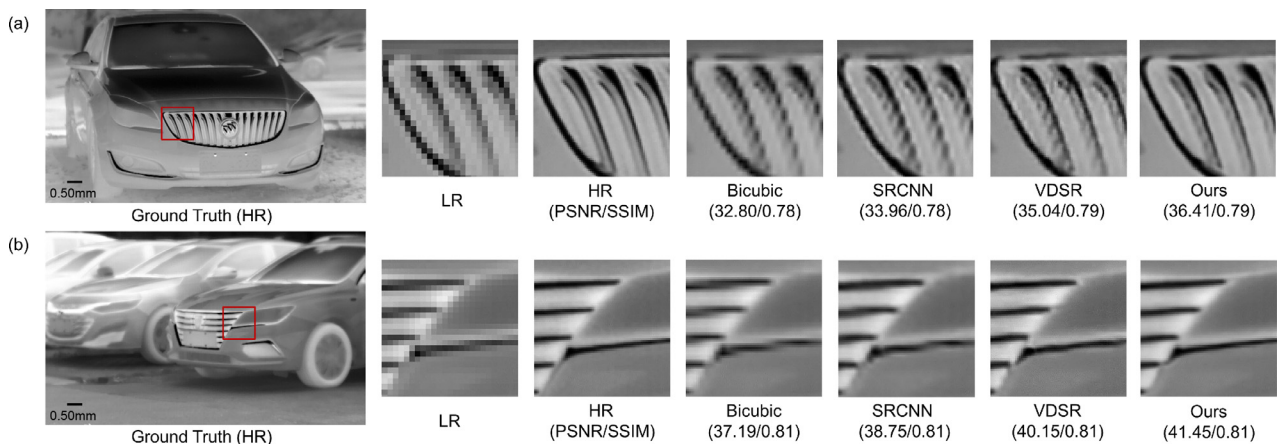 (a)
0.50mm
Ground Truth (HR)
LR
HR
(PSNR/SSIM)
Bicubic
(32.80/0.78)
SRCNN
(33.96/0.78)
VDSR
(35.04/0.79)
Ours
(36.41/0.79)
(b)
0.50mm
Ground Truth (HR)
LR
HR
(PSNR/SSIM)
Bicubic
(37.19/0.81)
SRCNN
(38.75/0.81)
VDSR
(40.15/0.81)
Ours
(41.45/0.81)